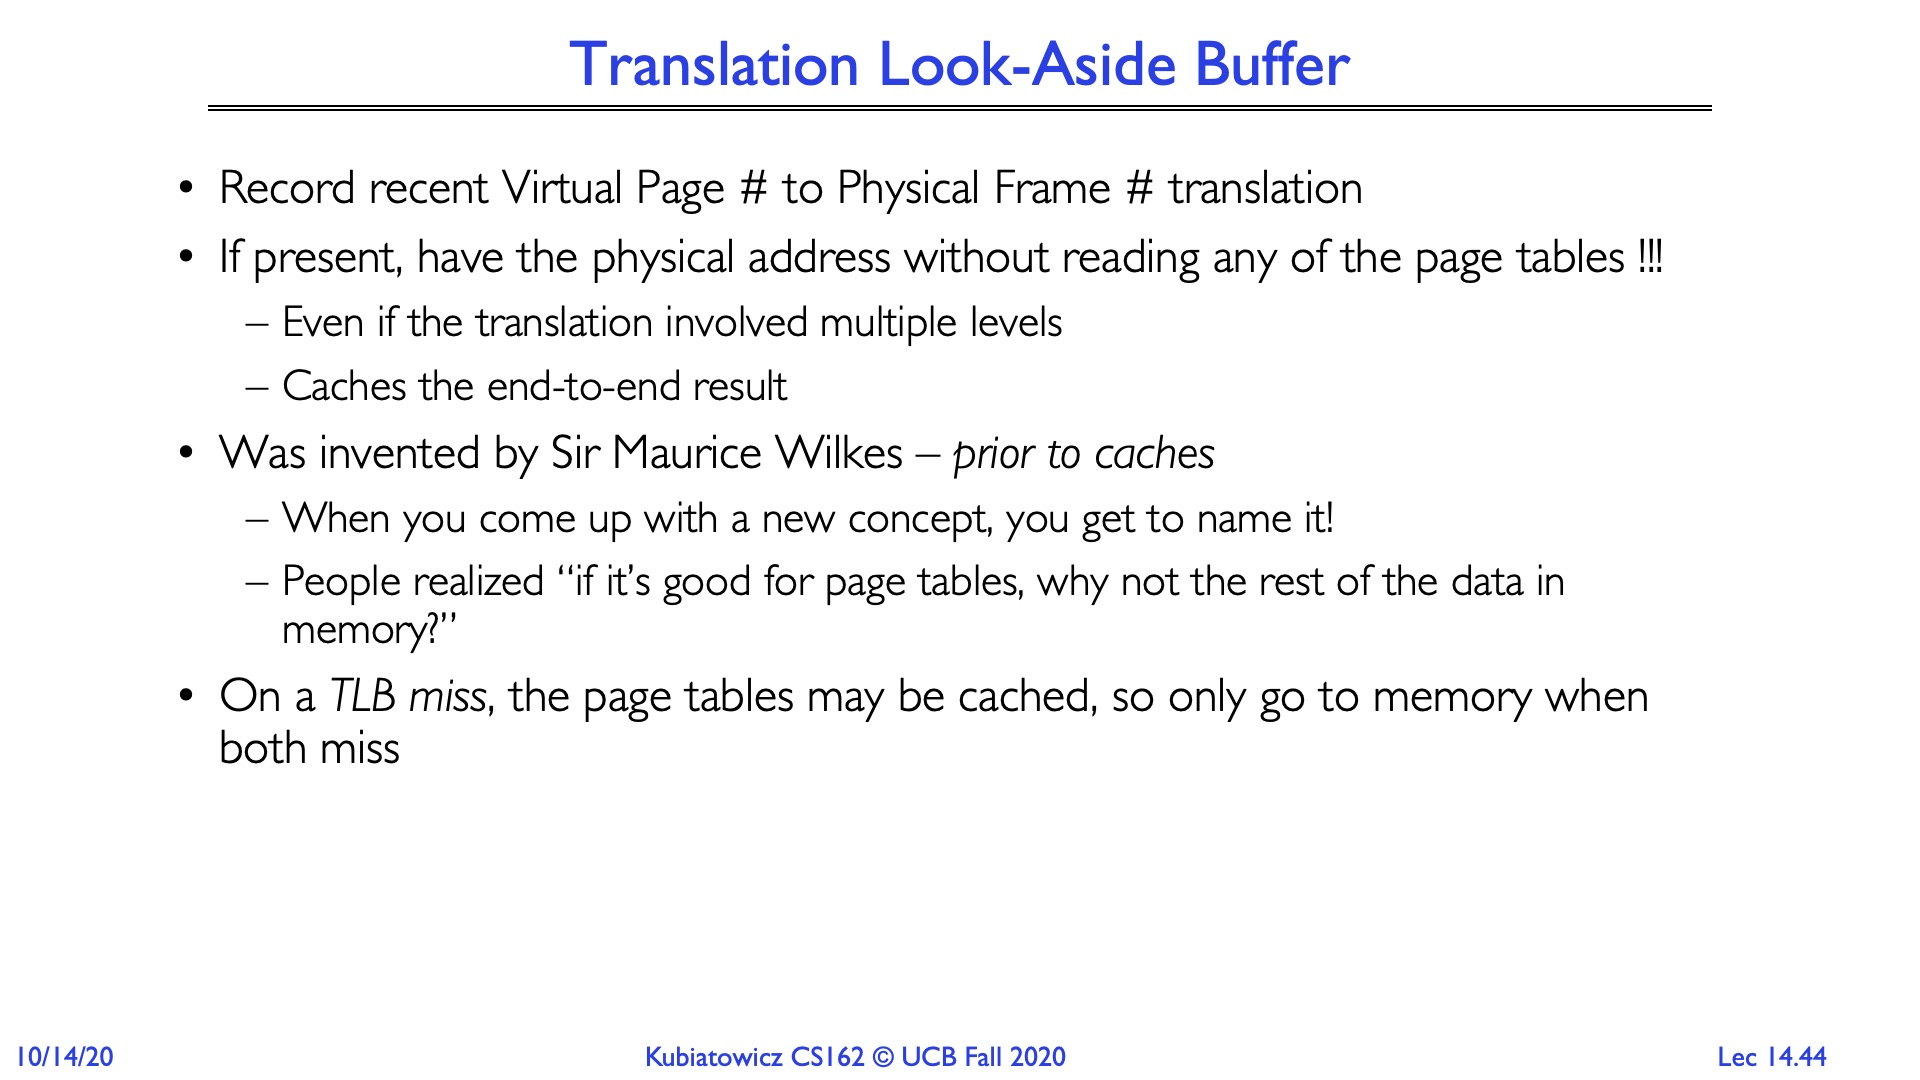 Translation Look-Aside Buffer
• Record recent Virtual Page # to Physical Frame # translation
• If present, have the physical address without reading any of the page tables !!!
– Even if the translation involved multiple levels
– Caches the end-to-end result
• Was invented by Sir Maurice Wilkes – prior to caches
– When you come up with a new concept, you get to name it!
– People realized “if it’s good for page tables, why not the rest of the data in
memory?”
• On a TLB miss, the page tables may be cached, so only go to memory when
both miss
10/14/20
Kubiatowicz CS162 © UCB Fall 2020
Lec 14.44